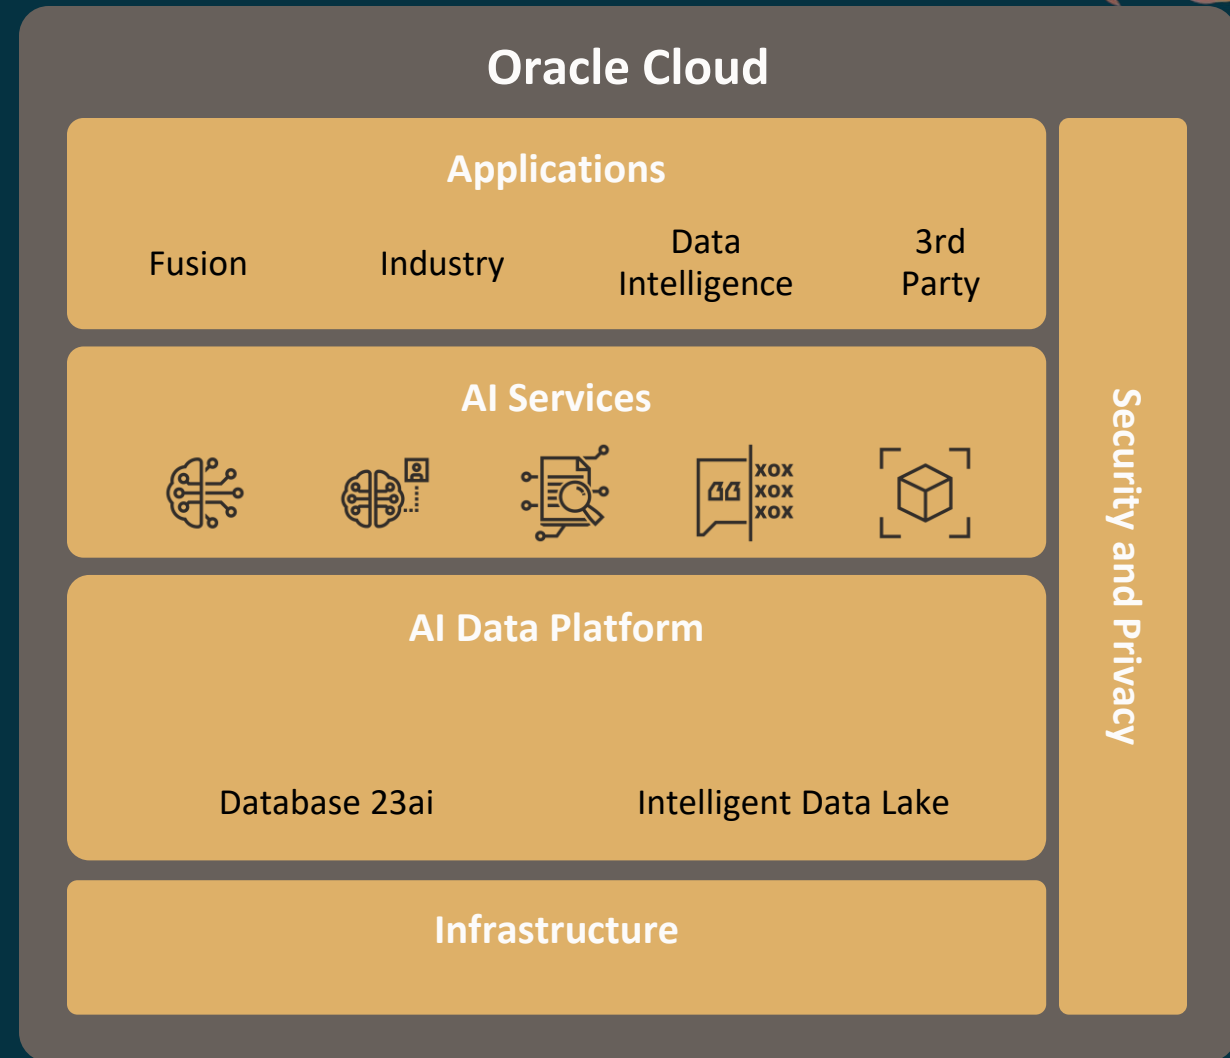 Oracle Cloud
Applications
Fusion
Industry
Data
Intelligence
3rd
Party
AI Services
xox
xox
xox
AI Data Platform
Database 23ai
Intelligent Data Lake
Infrastructure
Security and Privacy